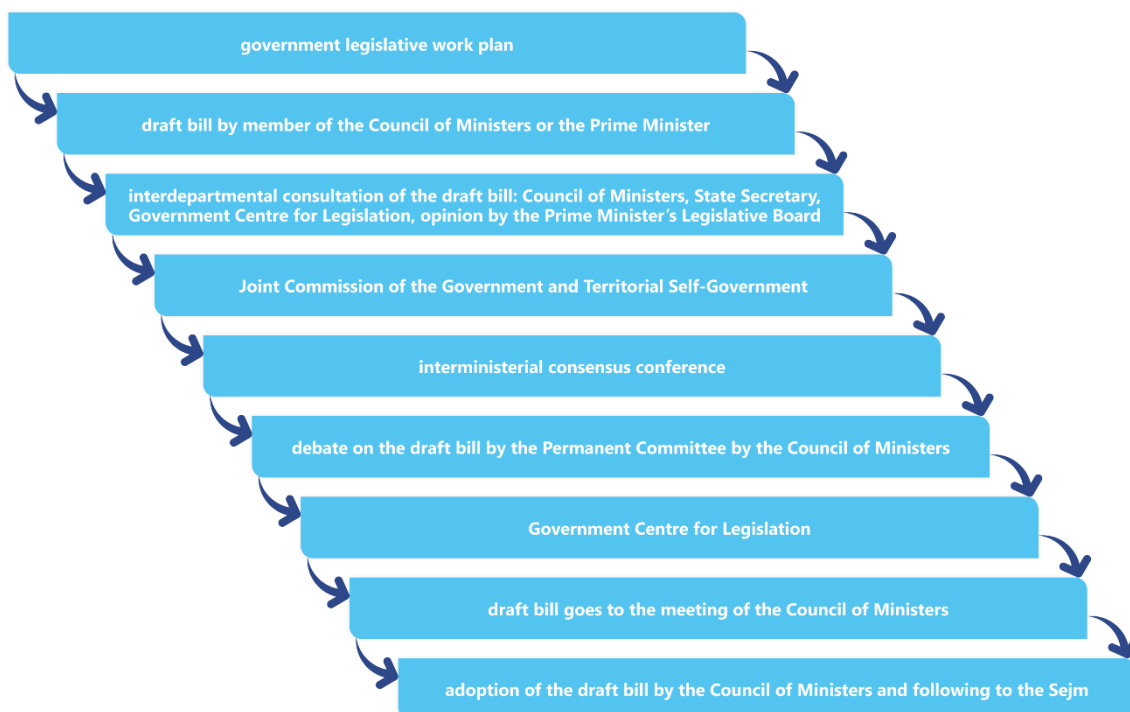 government legislative work plan
draft bill by member of the Council of Ministers or the Prime Minister
interdepartmental consultation of the draft bill: Council of Ministers, State Secretary,
Government Centre for Legislation, opinion by the Prime Minister’s Legislative Board
Joint Commission of the Government and Territorial Self-Government
interministerial consensus conference
debate on the draft bill by the Permanent Committee by the Council of Ministers
Government Centre for Legislation
draft bill goes to the meeting of the Council of Ministers
adoption of the draft bill by the Council of Ministers and following to the Sejm